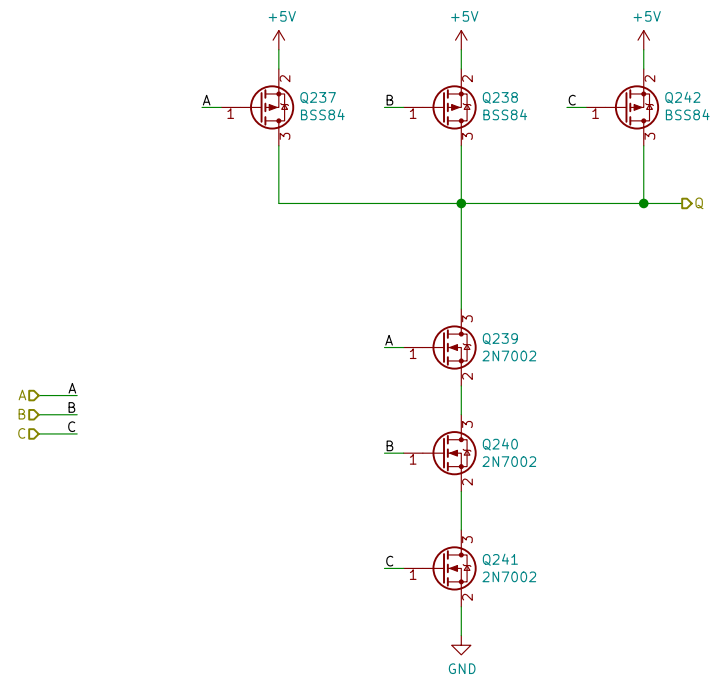 +5V +5V +5V
2 2 2
A Q237 B Q238 C Q242
1 BSS84 1 BSS84 1 BSS84
3 3 3
Q
3
A Q239
1 2N7002
2
A A
B B
C C
3
B Q240
1 2N7002
2
3
C Q241
1 2N7002
2
GND